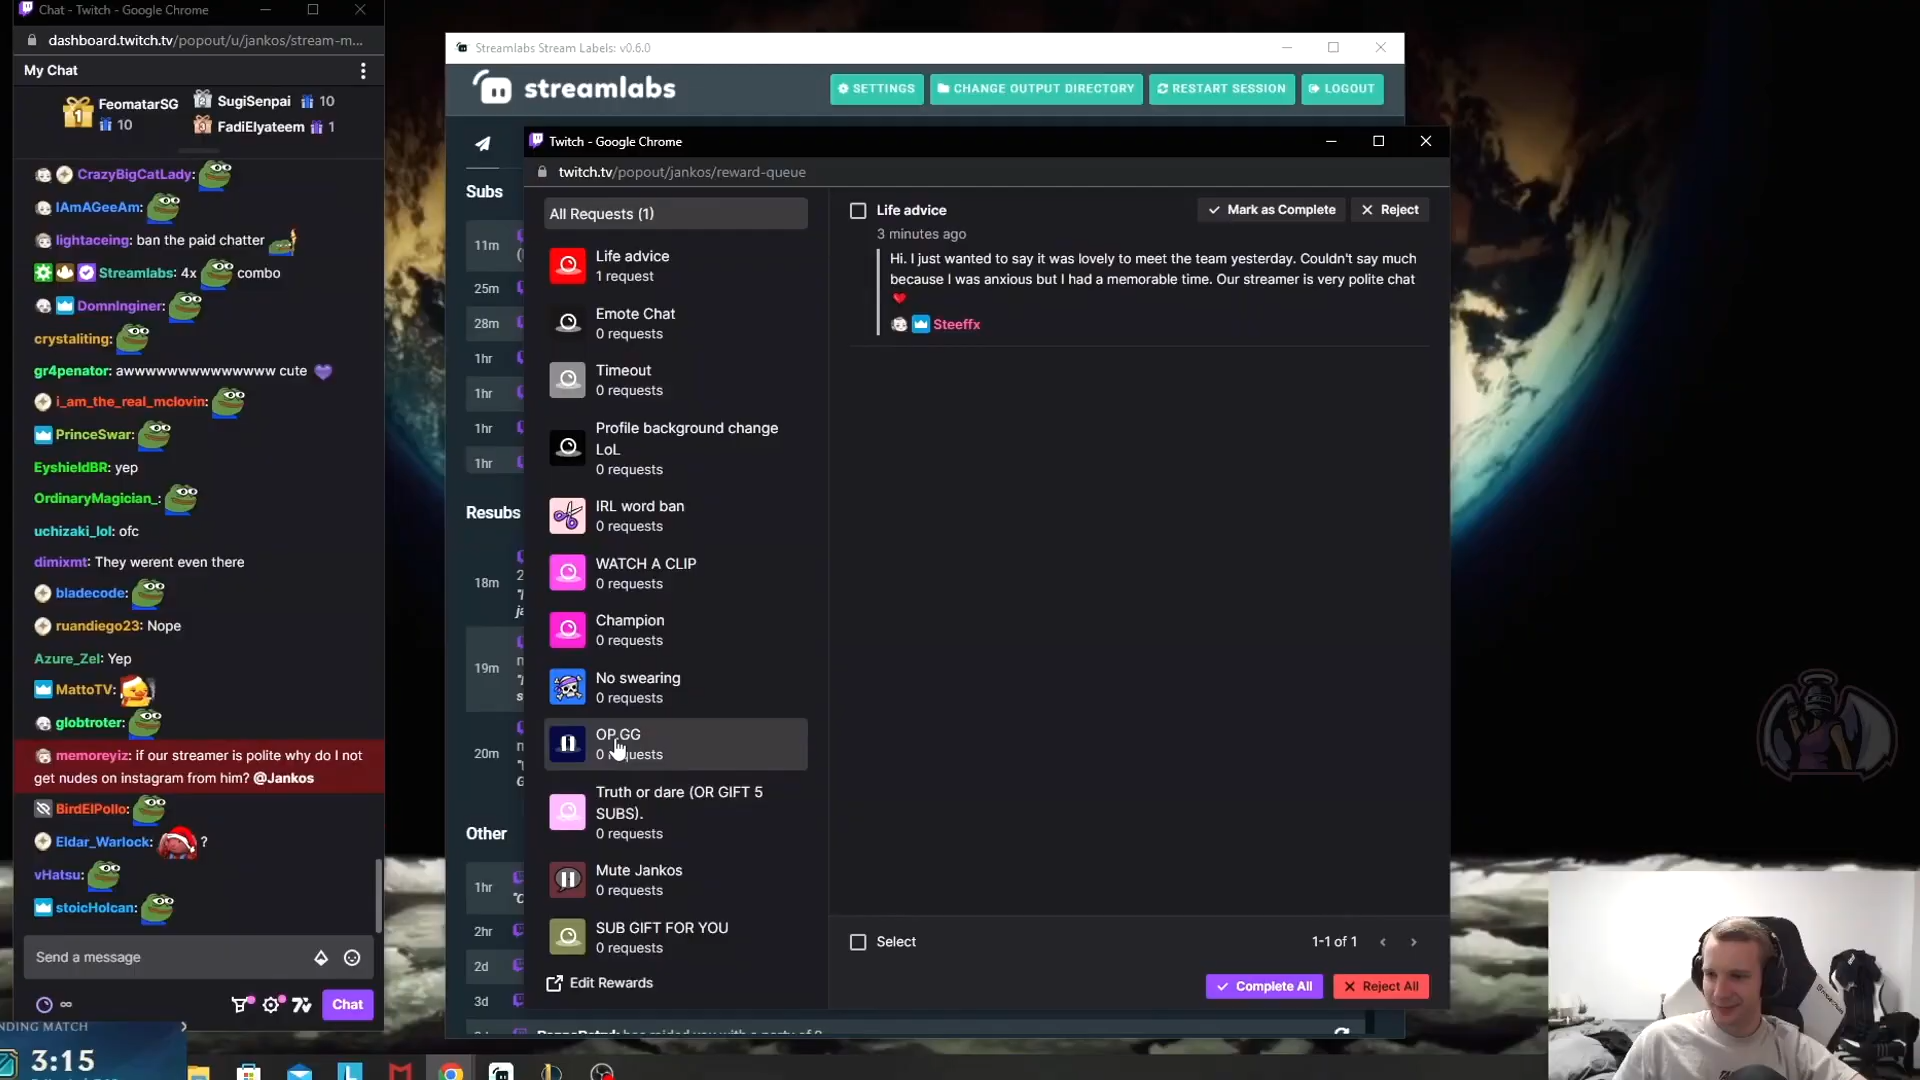 Chat - Twitch - Google Chrome
dashboard.twitch.tv/popout/u/jankos/stream-m...
My Chat
1 FeomatarSG
10
2 SugiSenpai 10
3 FadiElyateem 1
CrazyBigCatLady:
IAmAGeeAm:
lightaceing: ban the paid chatter
Streamlabs: 4x combo
DomnInginer:
crystaliting:
gr4penator: awwwwwwwwwwwwwww cute
i_am_the_real_mclovin:
PrinceSwar:
EyshieldBR: yep
OrdinaryMagician_:
uchizaki_lol: ofc
dimixmt: They werent even there
bladecode:
ruandiego23: Nope
Azure_Zel: Yep
MattoTV:
globtroter:
memoreyiz: if our streamer is polite why do I not
get nudes on instagram from him? @Jankos
BirdElPollo:
Eldar_Warlock: ?
vHatsu:
stoicHolcan:
Send a message
∞
Chat
NDING MATCH
3:15
Streamlabs Stream Labels: v0.6.0
streamlabs
SETTINGS
CHANGE OUTPUT DIRECTORY
RESTART SESSION
LOGOUT
Subs
11m
25m
28m
1hr
1hr
1hr
1hr
Resubs
18m
19m
20m
Other
1hr
2hr
2d
3d
Twitch - Google Chrome
twitch.tv/popout/jankos/reward-queue
All Requests (1)
Life advice
1 request
Emote Chat
0 requests
Timeout
0 requests
Profile background change
LoL
0 requests
IRL word ban
0 requests
WATCH A CLIP
0 requests
Champion
0 requests
No swearing
0 requests
OP.GG
0 requests
Truth or dare (OR GIFT 5
SUBS).
0 requests
Mute Jankos
0 requests
SUB GIFT FOR YOU
0 requests
Edit Rewards
Life advice
Mark as Complete
Reject
3 minutes ago
Hi. I just wanted to say it was lovely to meet the team yesterday. Couldn't say much
because I was anxious but I had a memorable time. Our streamer is very polite chat
Steeffx
Select
1-1 of 1
Complete All
Reject All